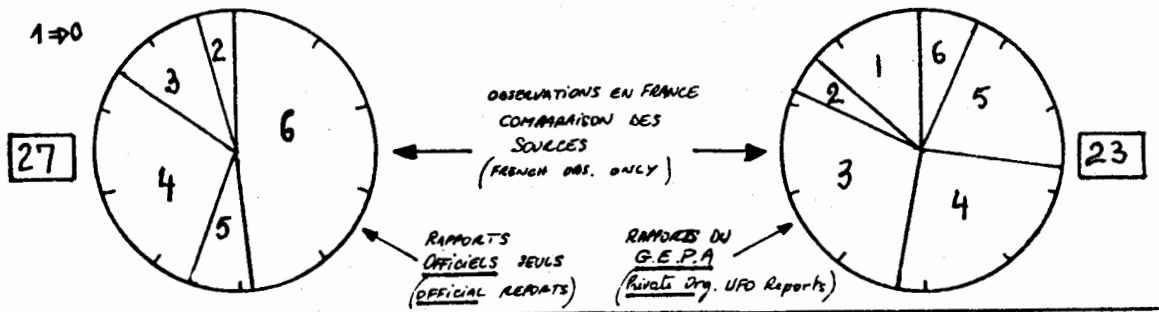 1⇒0
2
3
6
4
5
27
OBSERVATIONS EN FRANCE
COMPARAISON DES
SOURCES
(FRENCH OBS. ONLY)
1
6
2
5
3
4
23
RAPPORTS
OFFICIELS SEULS
(OFFICIAL REPORTS)
RAPPORTS DU
G.E.P.A
(Private Org. UFO Reports)